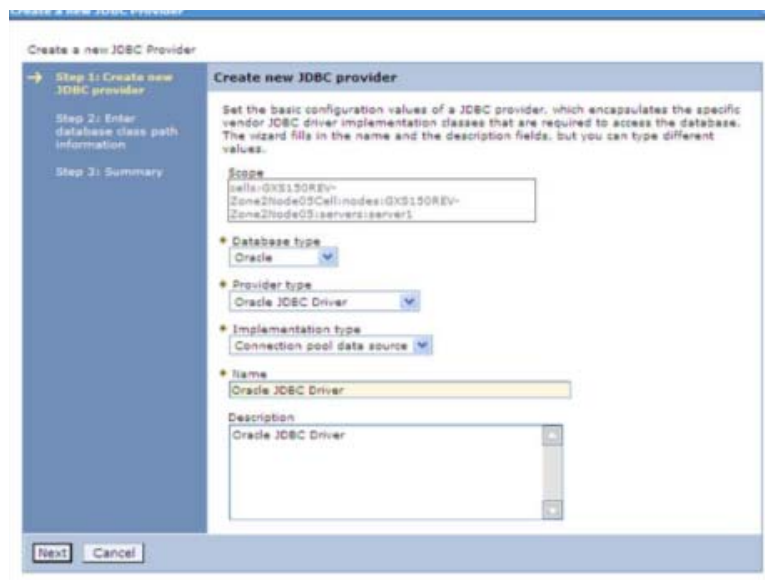 Create a new JDBC Provider
Create a new JDBC Provider
Step 1: Create new
JDBC provider
Step 2: Enter
database class path
information
Step 3: Summary
Create new JDBC provider
Set the basic configuration values of a JDBC provider, which encapsulates the specific
vendor JDBC driver implementation classes that are required to access the database.
The wizard fills in the name and the description fields, but you can type different
values.
Scope
cells:GXS150REV-
Zone2Node05Cell:nodes:GXS150REV-
Zone2Node05:servers:server1
Database type
Oracle
Provider type
Oracle JDBC Driver
Implementation type
Connection pool data source
Name
Oracle JDBC Driver
Description
Oracle JDBC Driver
Next Cancel